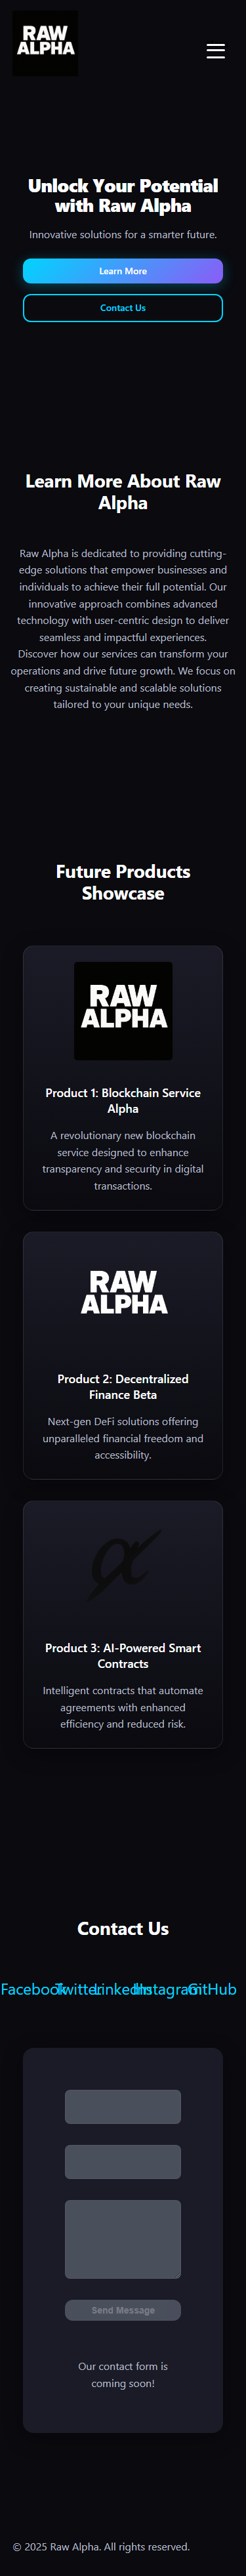 RAW
ALPHA
Unlock Your Potential
with Raw Alpha
Innovative solutions for a smarter future.
Learn More
Contact Us
Learn More About Raw
Alpha
Raw Alpha is dedicated to providing cutting-
edge solutions that empower businesses and
individuals to achieve their full potential. Our
innovative approach combines advanced
technology with user-centric design to deliver
seamless and impactful experiences.
Discover how our services can transform your
operations and drive future growth. We focus on
creating sustainable and scalable solutions
tailored to your unique needs.
Future Products
Showcase
RAW
ALPHA
Product 1: Blockchain Service
Alpha
A revolutionary new blockchain
service designed to enhance
transparency and security in digital
transactions.
RAW
ALPHA
Product 2: Decentralized
Finance Beta
Next-gen DeFi solutions offering
unparalleled financial freedom and
accessibility.
α
Product 3: AI-Powered Smart
Contracts
Intelligent contracts that automate
agreements with enhanced
efficiency and reduced risk.
Contact Us
Facebook Twitter LinkedIn Instagram GitHub
Send Message
Our contact form is
coming soon!
© 2025 Raw Alpha. All rights reserved.